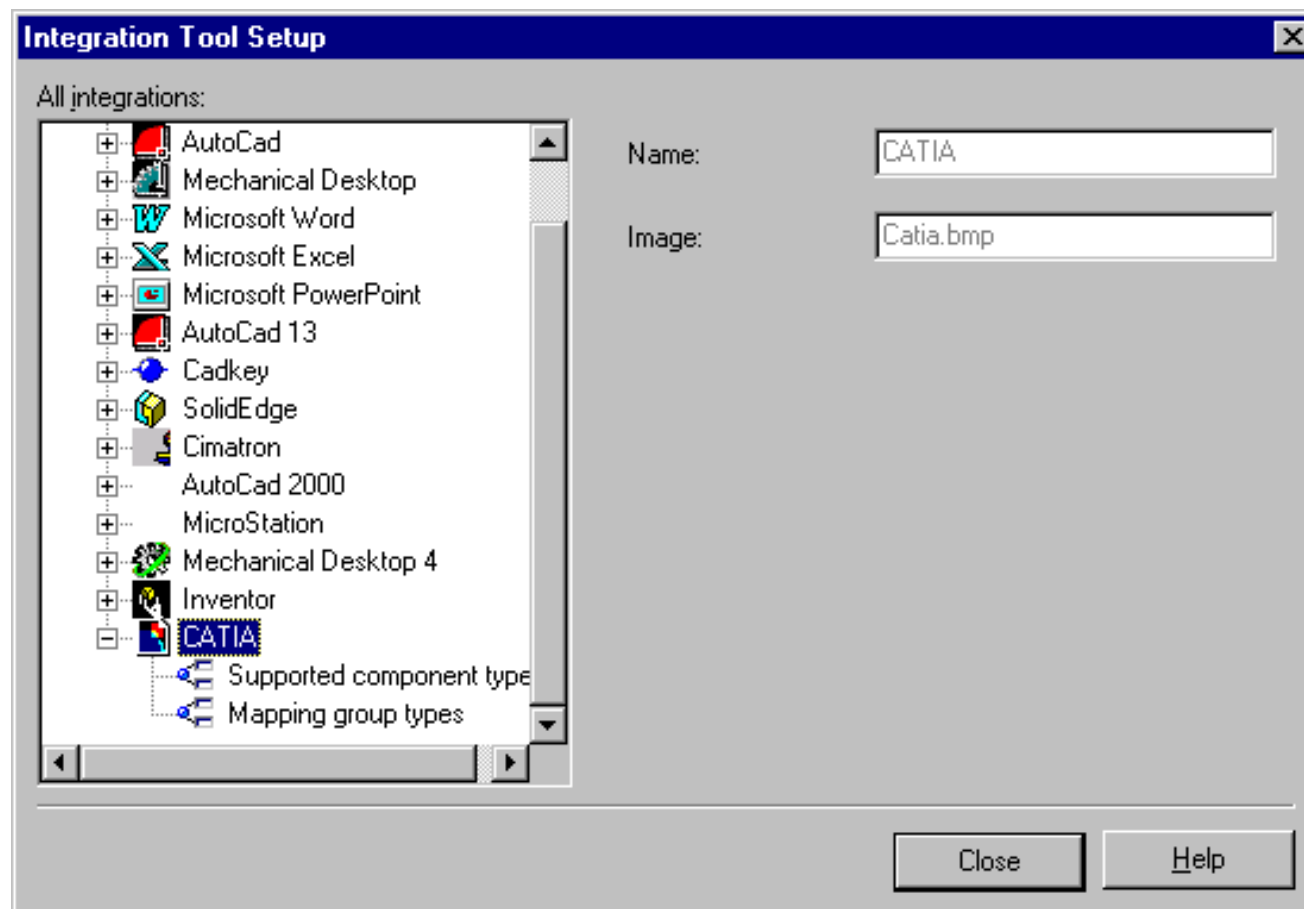 Integration Tool Setup
All integrations:
AutoCad
Mechanical Desktop
Microsoft Word
Microsoft Excel
Microsoft PowerPoint
AutoCad 13
Cadkey
SolidEdge
Cimatron
AutoCad 2000
MicroStation
Mechanical Desktop 4
Inventor
CATIA
Supported component type
Mapping group types
Name: CATIA
Image: Catia.bmp
Close Help